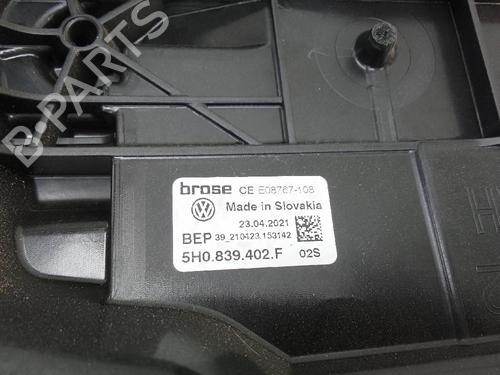 B-PARTS
brose CE E08767-108
Made in Slovakia
23.04.2021
BEP 39_210423.153142
5H0.839.402.F 02S